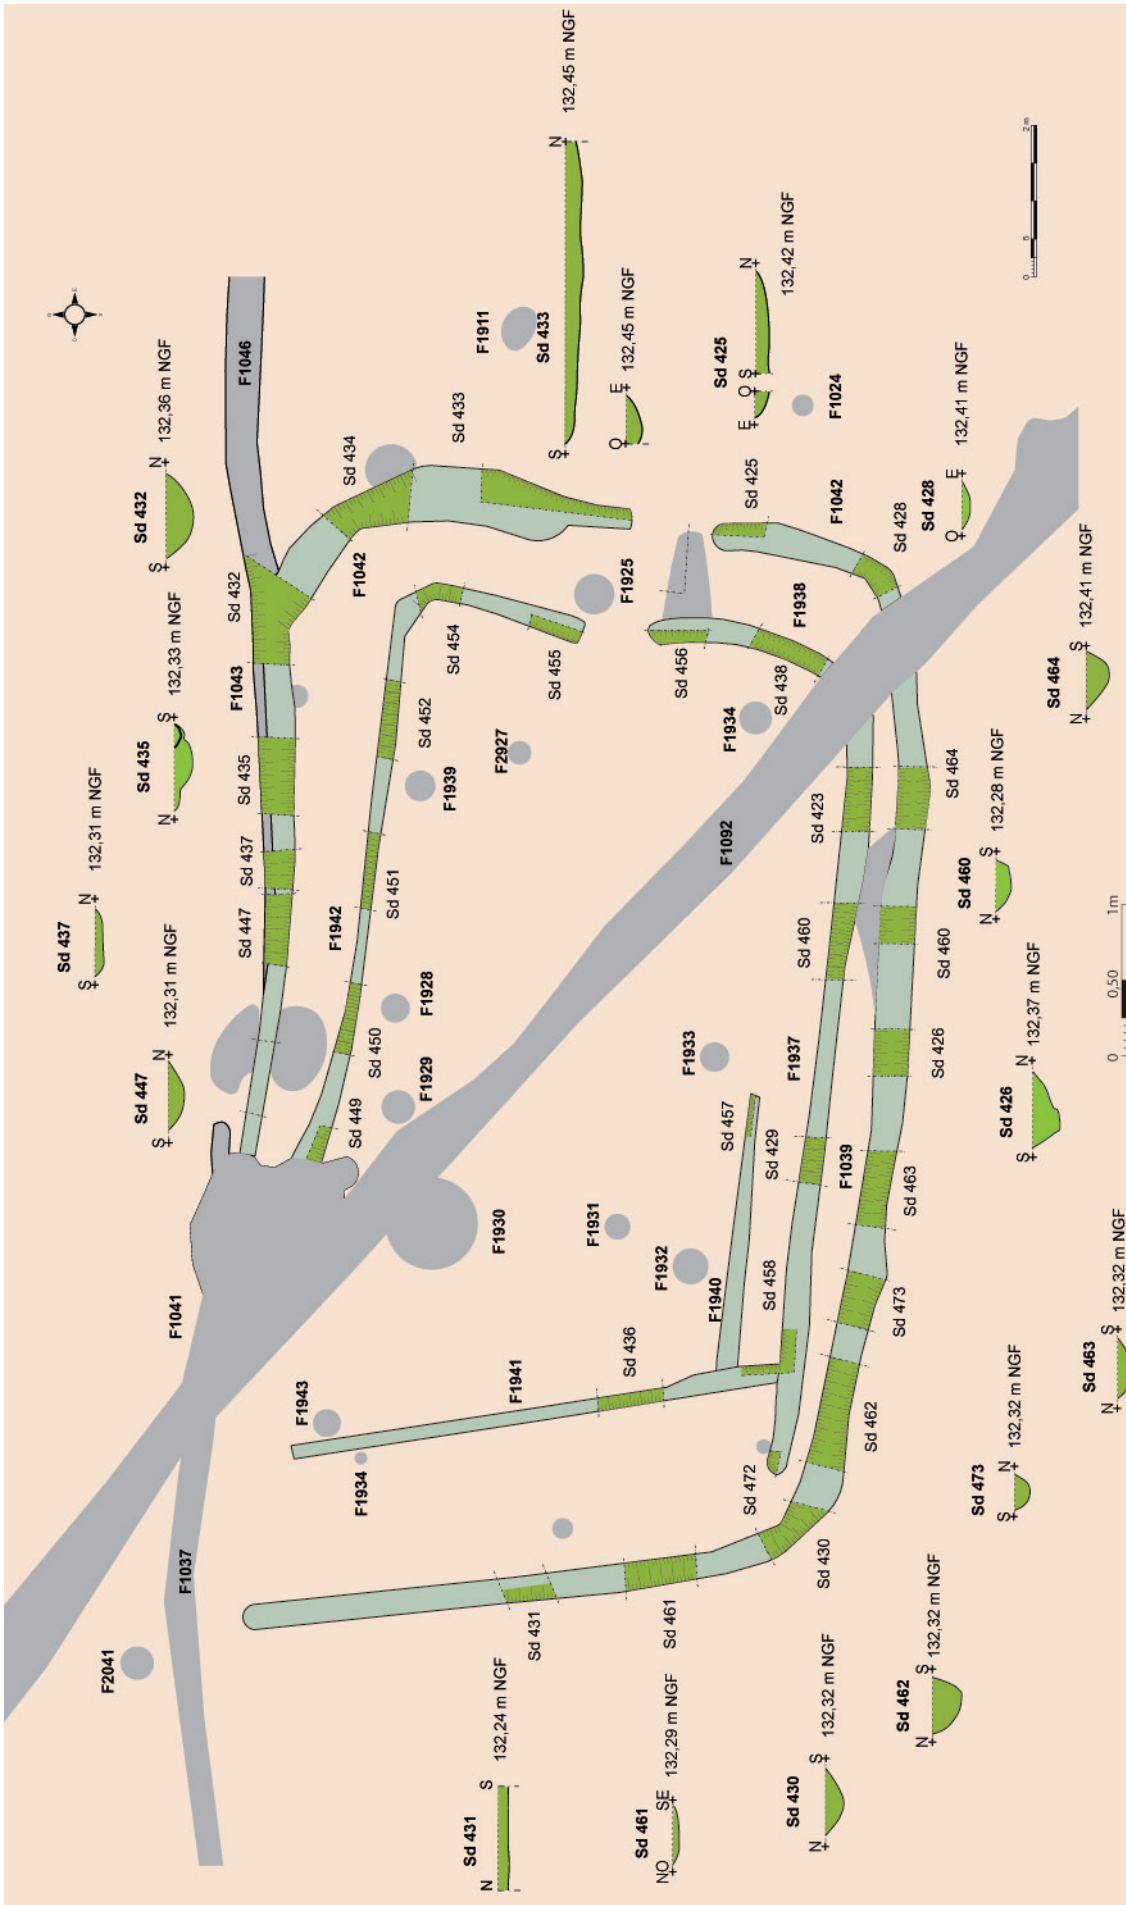 132,45 m NGF
N
S
F1911
Sd 433
132,45 m NGF
E
O
132,42 m NGF
N
Sd 425
S
O
E
F1024
2 m
5
0
132,36 m NGF
Sd 432
N
S
F1046
Sd 433
Sd 434
Sd 425
F1042
Sd 428
132,41 m NGF
Sd 428
E
O
132,33 m NGF
Sd 435
S
N
Sd 432
F1043
F1042
Sd 454
Sd 455
F1925
F1938
Sd 456
Sd 438
F1934
132,41 m NGF
Sd 464
S
N
132,31 m NGF
Sd 437
N
S
Sd 435
Sd 437
Sd 447
Sd 452
F1939
F2927
Sd 451
F1942
F1092
Sd 423
Sd 464
132,28 m NGF
Sd 460
S
N
Sd 460
Sd 460
132,31 m NGF
Sd 447
N
S
F1928
Sd 450
F1929
Sd 449
F1933
F1937
Sd 457
Sd 429
Sd 426
132,37 m NGF
Sd 426
N
S
1m
0,50
0
F1039
Sd 463
F1930
F1931
F1932
F1940
Sd 458
Sd 473
132,32 m NGF
Sd 463
S
N
F1041
F1943
F1941
Sd 436
F1934
Sd 472
Sd 462
132,32 m NGF
Sd 473
N
S
F1037
Sd 430
F2041
Sd 431
Sd 461
132,24 m NGF
Sd 431
S
N
132,29 m NGF
Sd 461
SE
NO
132,32 m NGF
Sd 430
S
N
132,32 m NGF
Sd 462
S
N